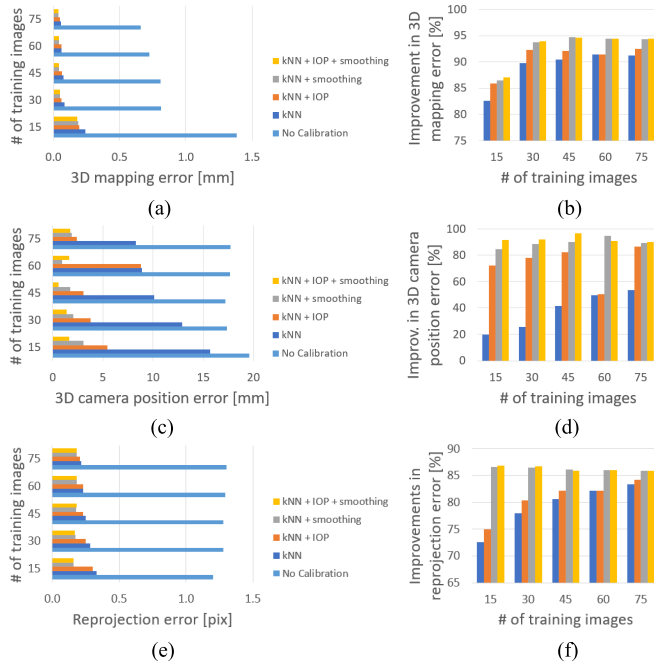 # of training images
75
60
45
30
15
0.0 0.5 1.0 1.5
3D mapping error [mm]
kNN + IOP + smoothing
kNN + smoothing
kNN + IOP
kNN
No Calibration
(a)
Improvement in 3D
mapping error [%]
100
95
90
85
80
75
15 30 45 60 75
# of training images
(b)
# of training images
75
60
45
30
15
0 5 10 15 20
3D camera position error [mm]
kNN + IOP + smoothing
kNN + smoothing
kNN + IOP
kNN
No Calibration
(c)
Improv. in 3D camera
position error [%]
100
80
60
40
20
0
15 30 45 60 75
# of training images
(d)
# of training images
75
60
45
30
15
0.0 0.5 1.0 1.5
Reprojection error [pix]
kNN + IOP + smoothing
kNN + smoothing
kNN + IOP
kNN
No Calibration
(e)
Improvements in
reprojection error [%]
90
85
80
75
70
65
15 30 45 60 75
# of training images
(f)